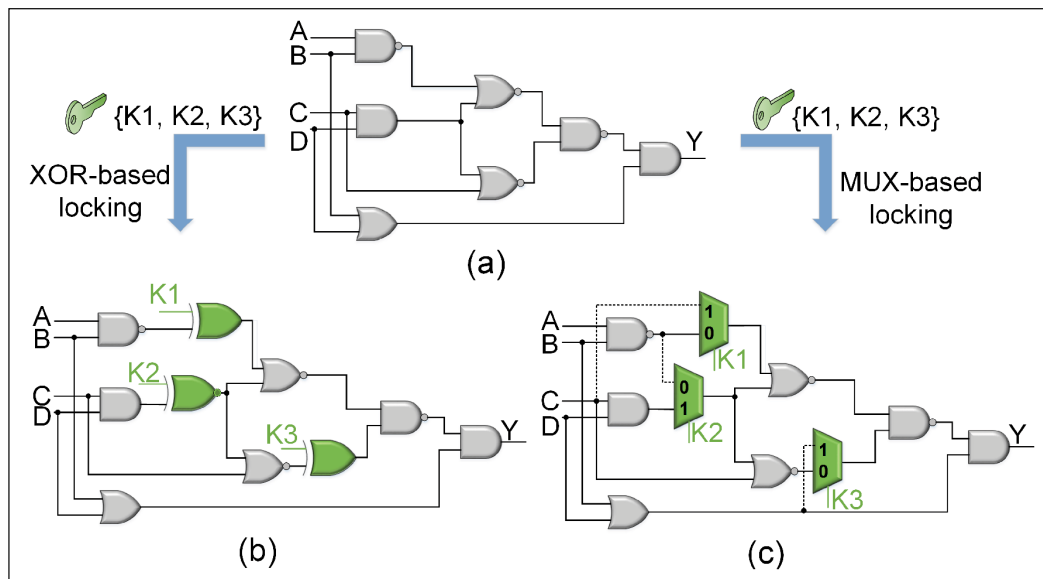 A
B
C
D
Y
{K1, K2, K3}
XOR-based
locking
{K1, K2, K3}
MUX-based
locking
(a)
K1
A
B
K2
C
D
K3
Y
(b)
A
B
1
0
K1
C
D
0
1
K2
1
0
K3
Y
(c)